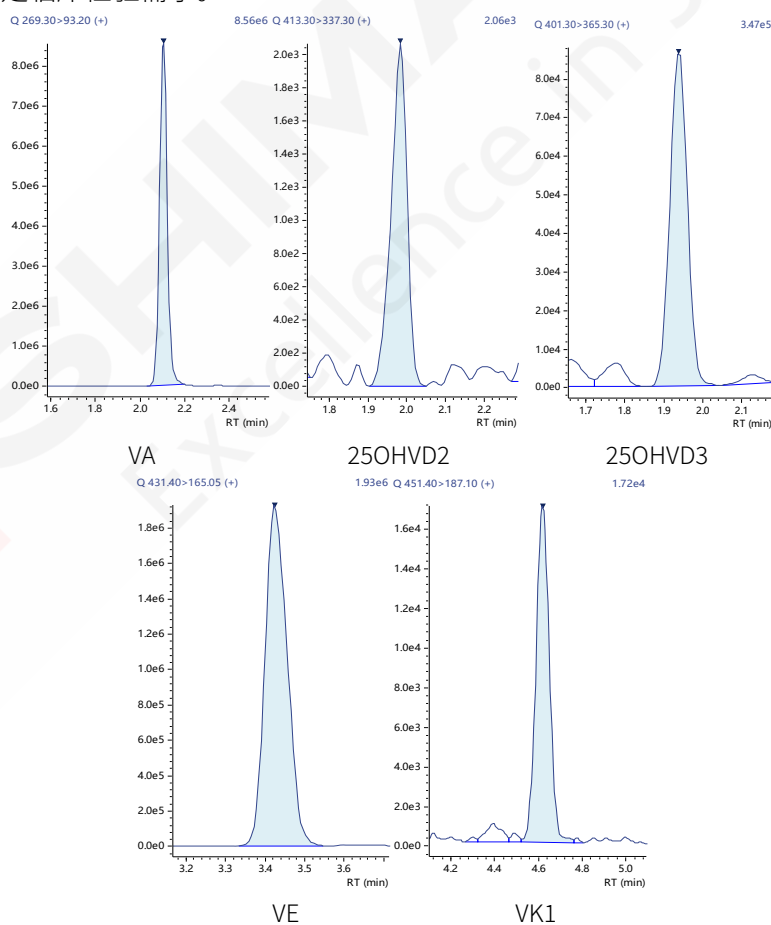 Q 269.30>93.20 (+) 8.56e6 Q 413.30>337.30 (+) 2.06e3 Q 401.30>365.30 (+) 3.47e5
8.0e6
7.0e6
6.0e6
5.0e6
4.0e6
3.0e6
2.0e6
1.0e6
0.0e0
1.6 1.8 2.0 2.2 2.4
RT (min)
VA
2.0e3
1.8e3
1.6e3
1.4e3
1.2e3
1.0e3
8.0e2
6.0e2
4.0e2
2.0e2
0.0e0
1.8 1.9 2.0 2.1 2.2
RT (min)
25OHVD2
8.0e4
7.0e4
6.0e4
5.0e4
4.0e4
3.0e4
2.0e4
1.0e4
0.0e0
1.7 1.8 1.9 2.0 2.1
RT (min)
25OHVD3
Q 431.40>165.05 (+) 1.93e6 Q 451.40>187.10 (+) 1.72e4
1.8e6
1.6e6
1.4e6
1.2e6
1.0e6
8.0e5
6.0e5
4.0e5
2.0e5
0.0e0
3.2 3.3 3.4 3.5 3.6
RT (min)
VE
1.6e4
1.4e4
1.2e4
1.0e4
8.0e3
6.0e3
4.0e3
2.0e3
0.0e0
4.2 4.4 4.6 4.8 5.0
RT (min)
VK1
SHIMA
Excellence in S